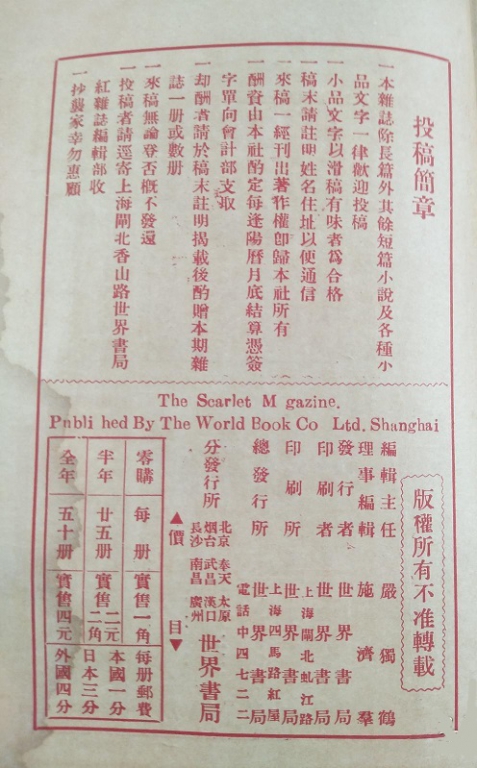 投稿簡章
一本雜誌除長篇外其餘短篇小說及各種小
品文字一律歡迎投稿
一小品文字以滑稿有味者爲合格
一稿末請註明姓名住址以便通信
一來稿一經刊出著作權卽歸本社所有
一酬資由本社酌定每逢陽曆月底結算憑簽
字單向會計部支取
一却酬者請於稿末註明揭載後酌贈本期雜
誌一册或數册
一來稿無論登否槪不發還
一投稿者請逕寄上海閘北香山路世界書局
紅雜誌編輯部收
一抄襲家幸勿惠顧
The Scarlet M gazine.
Publi hed By The World Book Co Ltd. Shanghai
版權所有不准轉載
編輯主任 嚴獨鶴
理事編輯 施濟羣
發行者 世界書局
印刷者 世界書局
上海閘北虬江路
印刷所 世界書局
上海四馬路紅屋
總發行所 世界書局
電話中四七二二
分發行所
北京 奉天 太原
烟台 武昌 漢口
長沙 南昌 廣州
世界書局
▲價目▼
零購 每册 實售一角
半年 廿五册 實售二元二角
全年 五十册 實售四元
每册郵費
本國一分
日本三分
外國四分